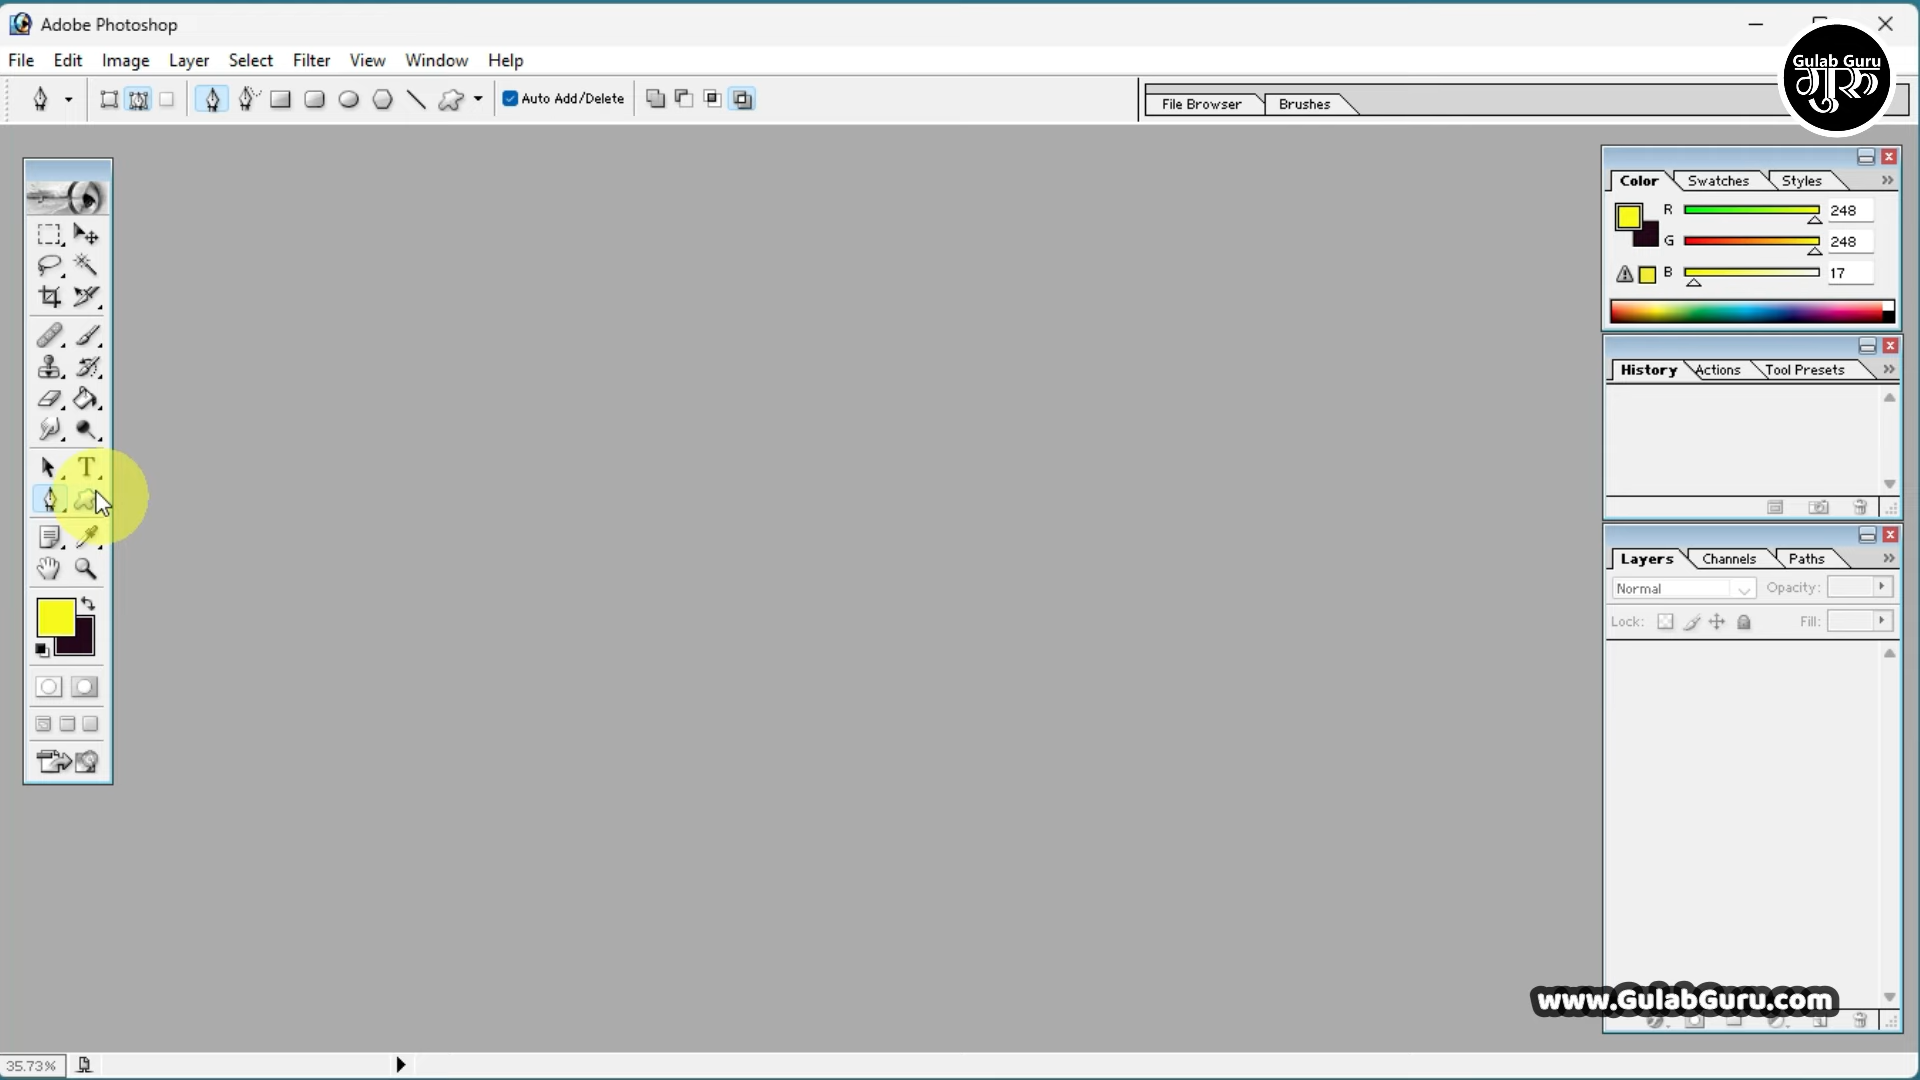 Adobe Photoshop
File Edit Image Layer Select Filter View Window Help
Auto Add/Delete
File Browser Brushes
Gulab Guru
गुरु
Color Swatches Styles
R 248
G 248
B 17
History Actions Tool Presets
T
Layers Channels Paths
Normal Opacity:
Lock: Fill:
www.GulabGuru.com
35.73%